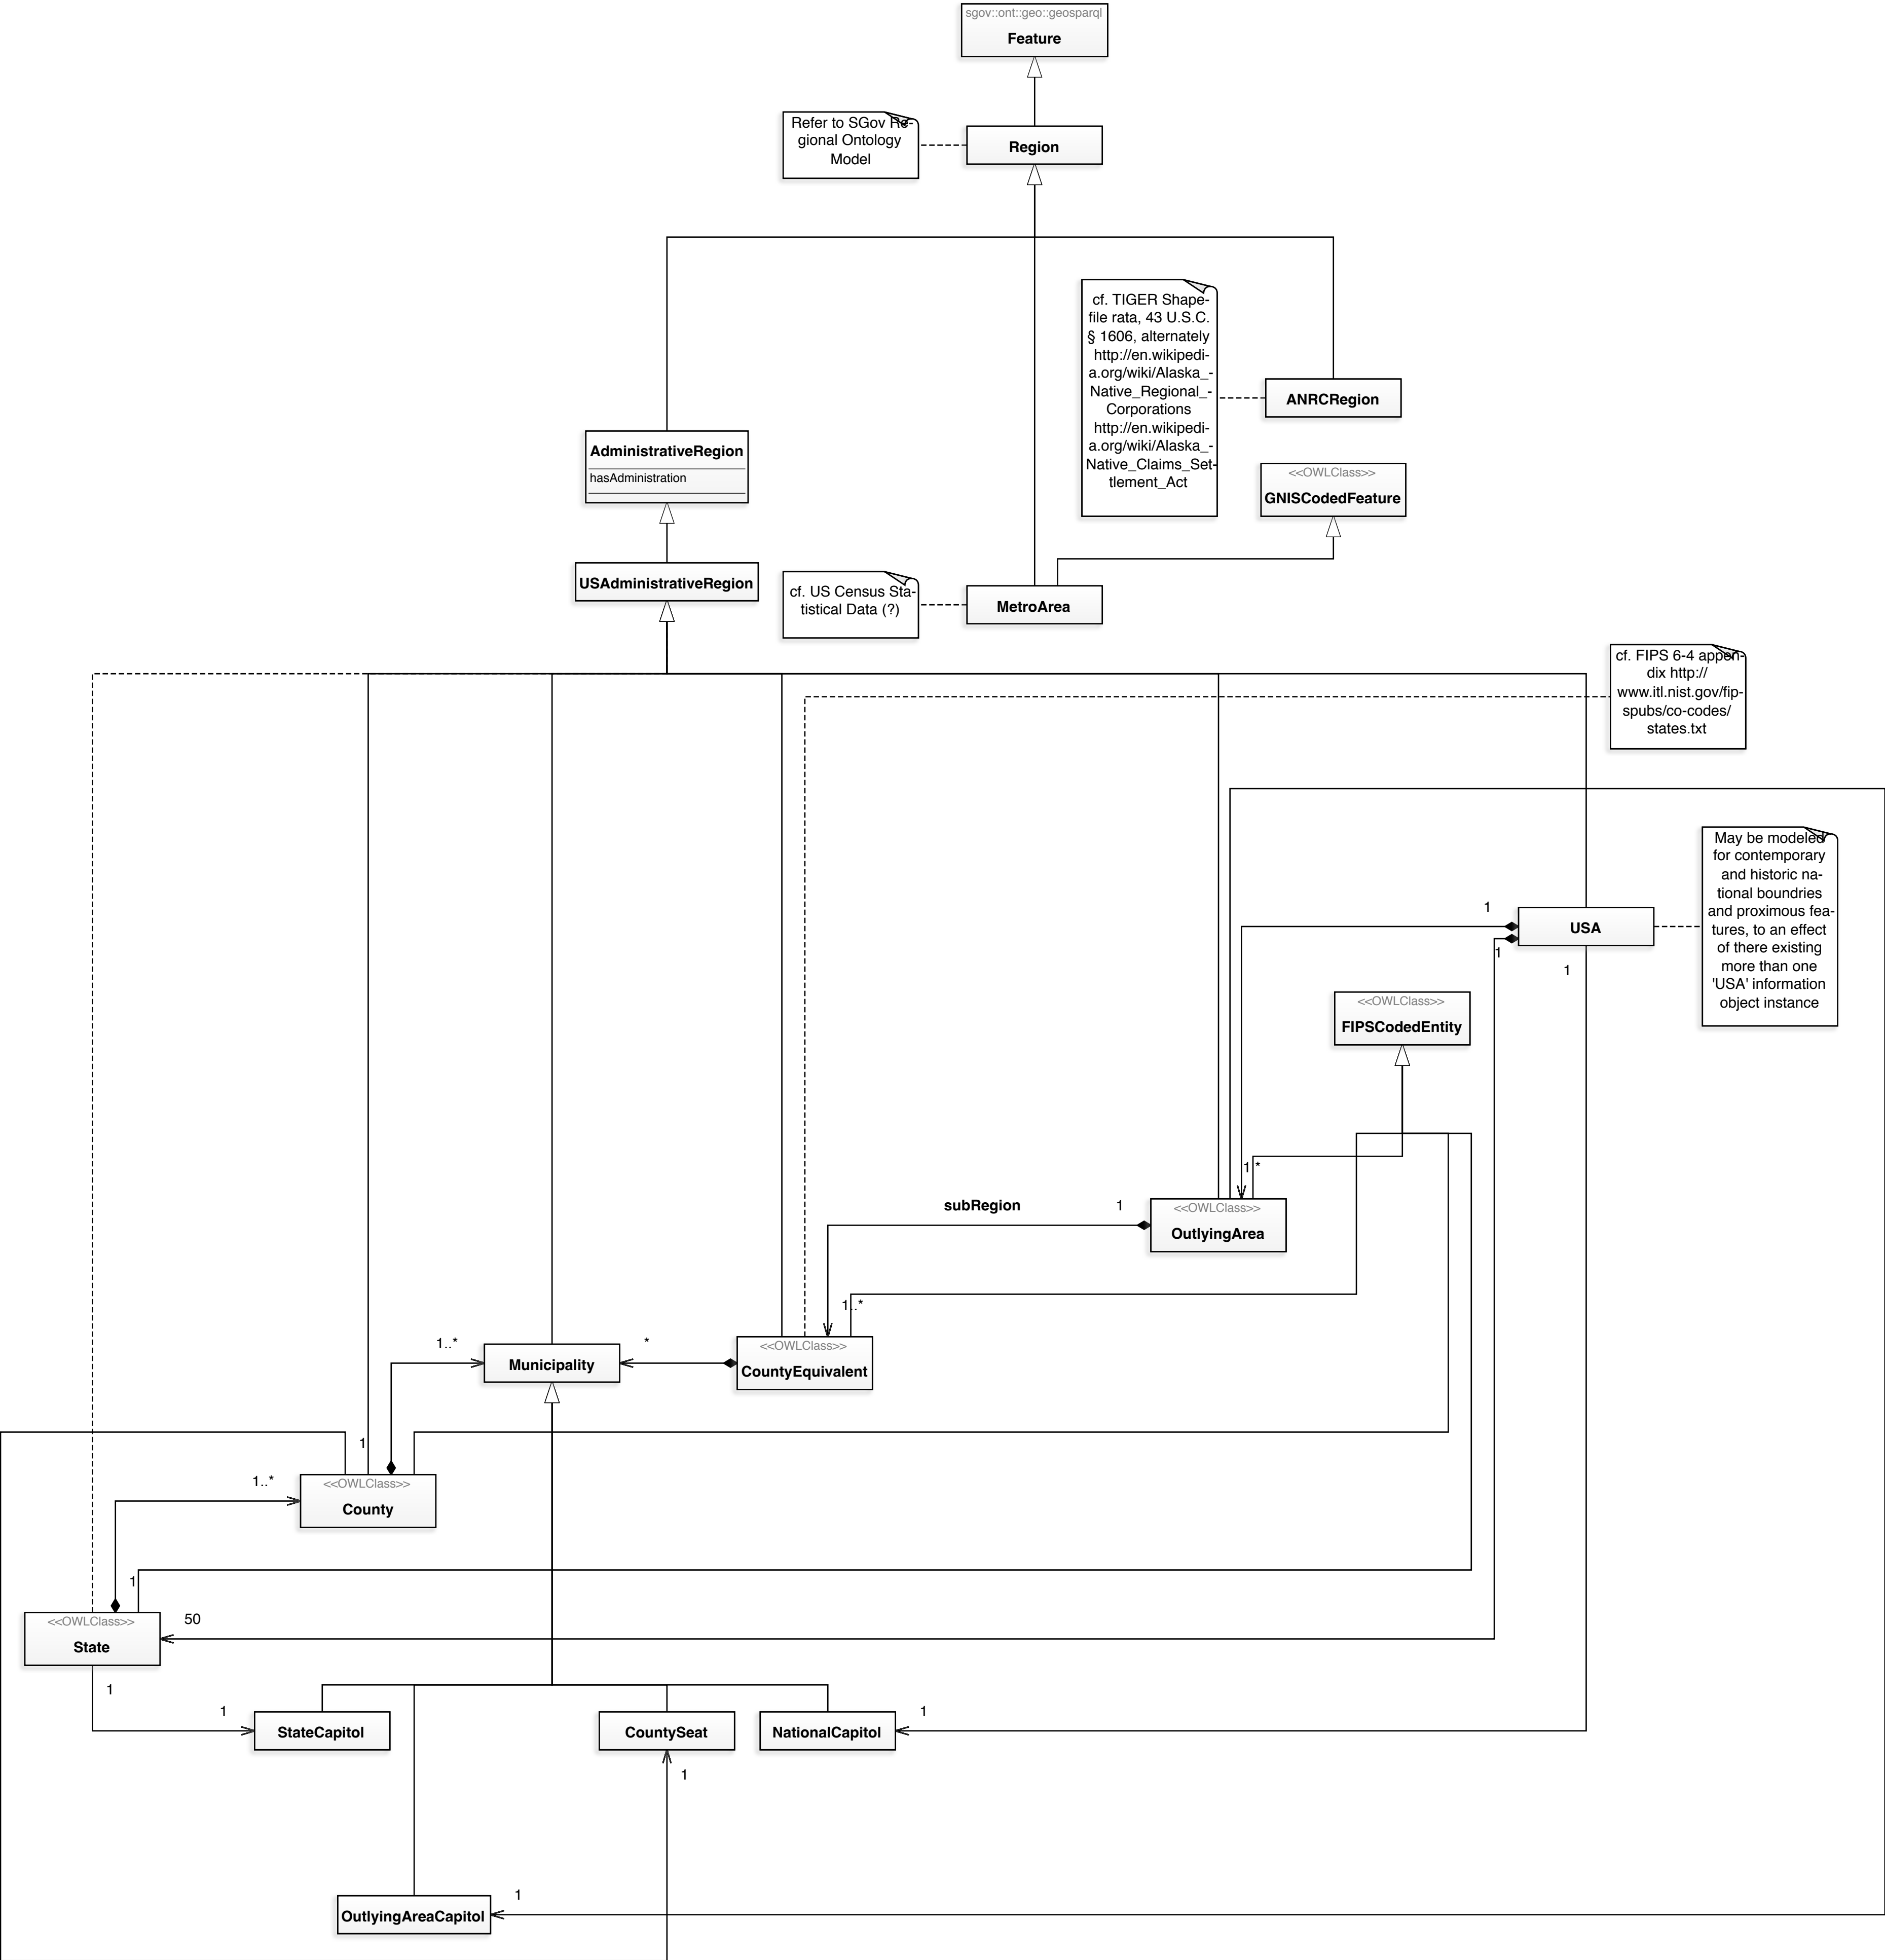 sgov::ont::geo::geosparql
Feature
Refer to SGov Re-
gional Ontology
Model
Region
cf. TIGER Shape-
file rata, 43 U.S.C.
§ 1606, alternately
http://en.wikipedi-
a.org/wiki/Alaska_-
Native_Regional_-
Corporations
http://en.wikipedi-
a.org/wiki/Alaska_-
Native_Claims_Set-
tlement_Act
ANRCRegion
AdministrativeRegion
hasAdministration
<<OWLClass>>
GNISCodedFeature
USAdministrativeRegion
cf. US Census Sta-
tistical Data (?)
MetroArea
cf. FIPS 6-4 appen-
dix http://
www.itl.nist.gov/fip-
spubs/co-codes/
states.txt
May be modeled
for contemporary
and historic na-
tional boundries
and proximous fea-
tures, to an effect
of there existing
more than one
'USA' information
object instance
1
USA
1
1
<<OWLClass>>
FIPSCodedEntity
1 *
subRegion
1
<<OWLClass>>
OutlyingArea
1..*
1..*
Municipality
*
<<OWLClass>>
CountyEquivalent
1
1..*
<<OWLClass>>
County
1
<<OWLClass>>
State
50
1
1
StateCapitol
CountySeat
NationalCapitol
1
1
OutlyingAreaCapitol
1